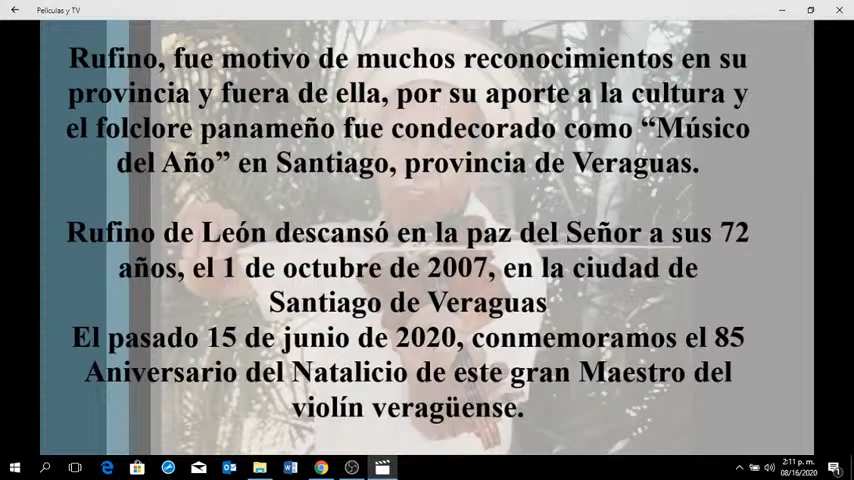 Películas y TV
Rufino, fue motivo de muchos reconocimientos en su
provincia y fuera de ella, por su aporte a la cultura y
el folclore panameño fue condecorado como “Músico
del Año” en Santiago, provincia de Veraguas.
Rufino de León descansó en la paz del Señor a sus 72
años, el 1 de octubre de 2007, en la ciudad de
Santiago de Veraguas
El pasado 15 de junio de 2020, conmemoramos el 85
Aniversario del Natalicio de este gran Maestro del
violín veragüense.
2:11 p. m.
08/16/2020